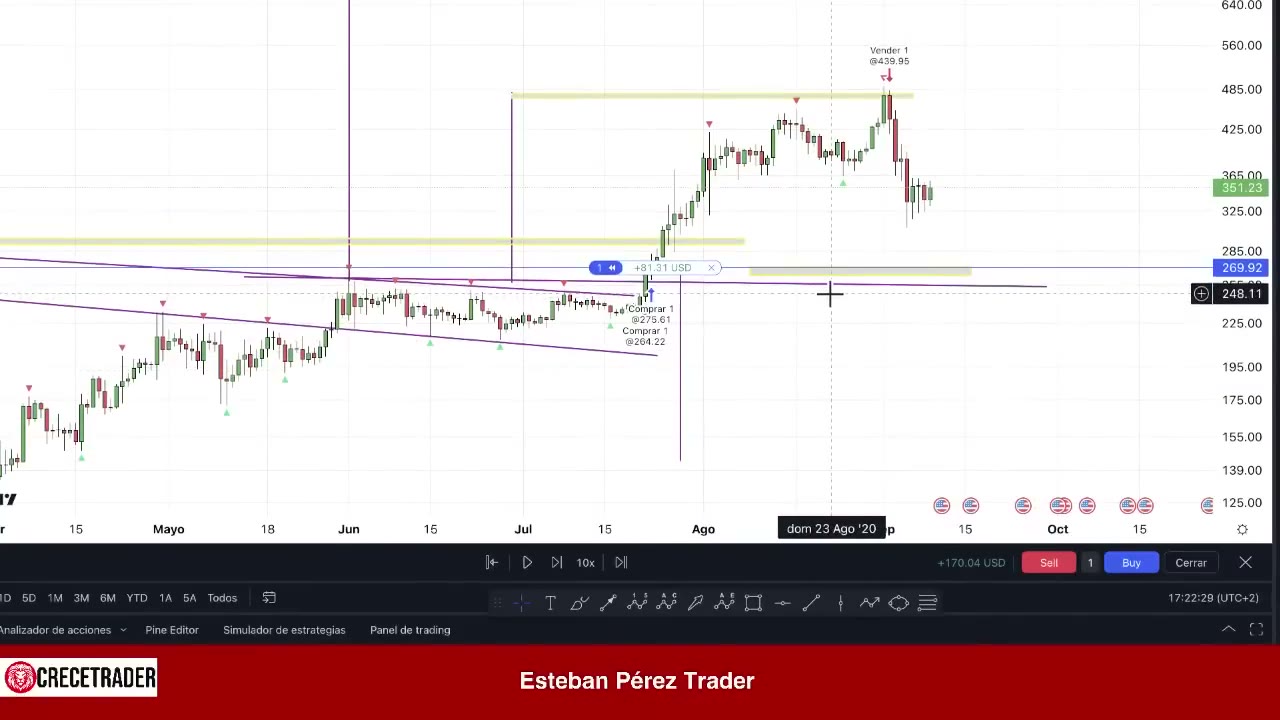 640.00
560.00
Vender 1
@439.95
485.00
425.00
365.00
351.23
325.00
285.00
1
+81.31 USD
269.92
248.11
Comprar 1
@275.61
225.00
Comprar 1
@264.22
195.00
175.00
155.00
139.00
125.00
15
Mayo
18
Jun
15
Jul
15
Ago
dom 23 Ago '20
15
Oct
15
10x
+170.04 USD
Sell
1
Buy
Cerrar
1D
5D
1M
3M
6M
YTD
1A
5A
Todos
17:22:29 (UTC+2)
Analizador de acciones
Pine Editor
Simulador de estrategias
Panel de trading
CRECETRADER
Esteban Pérez Trader